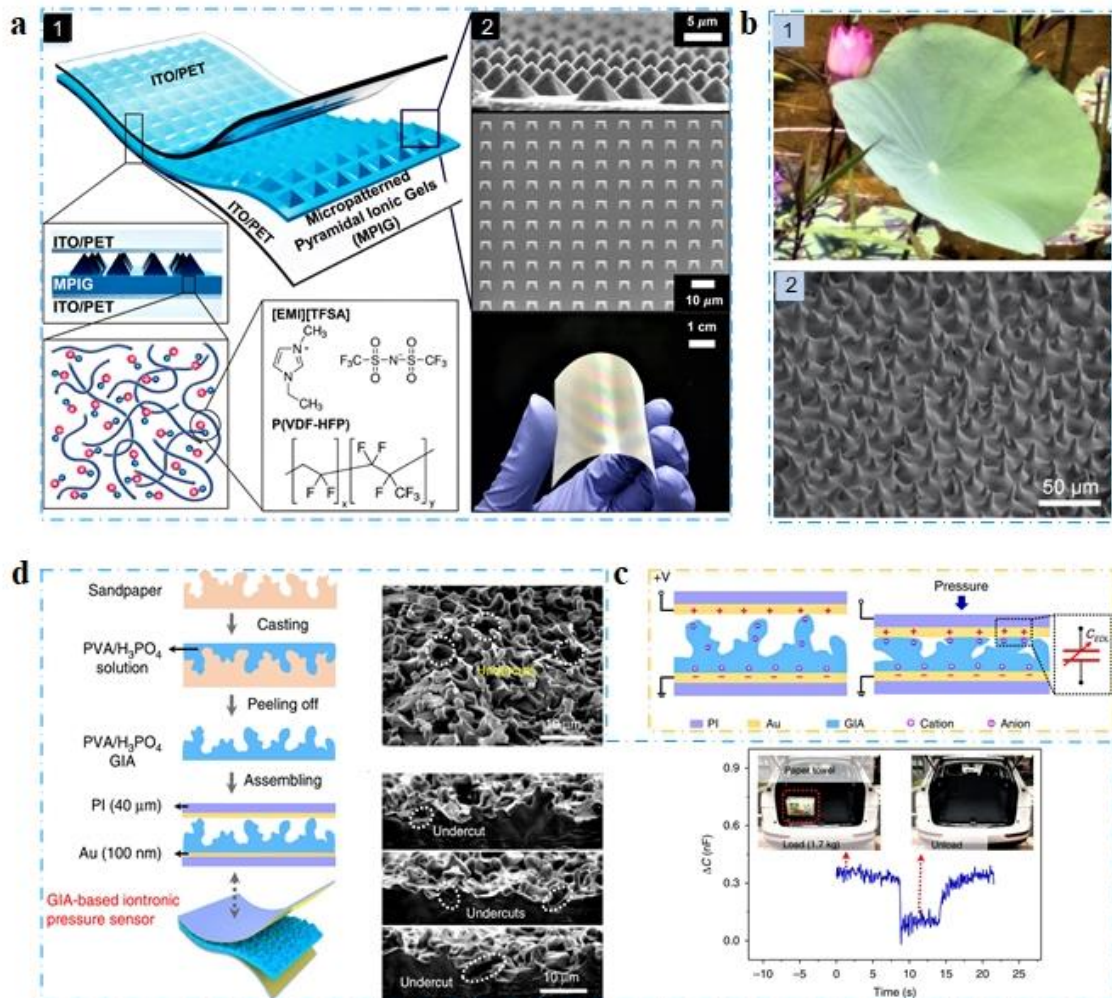 a
1
ITO/PET
ITO/PET
Micropatterned
Pyramidal Ionic Gels
(MPIG)
ITO/PET
MPIG
ITO/PET
[EMI][TFSA]
CH₃
N
N⁺
CH₃
F₃C-S-N⁻-S-CF₃
O
O
O
O
P(VDF-HFP)
F F
F F
F CF₃
x
y
2
5 µm
10 µm
1 cm
b
1
2
50 µm
d
Sandpaper
Casting
PVA/H₃PO₄
solution
Peeling off
PVA/H₃PO₄
GIA
Assembling
PI (40 µm)
Au (100 nm)
GIA-based iontronic
pressure sensor
Undercut
Undercuts
Undercut
10 µm
c
+V
Pressure
C_EDL
PI
Au
GIA
Cation
Anion
0.9
0.6
0.3
0.0
ΔC (nF)
Paper towel
Load (1.7 kg)
Unload
-10 -5 0 5 10 15 20 25
Time (s)